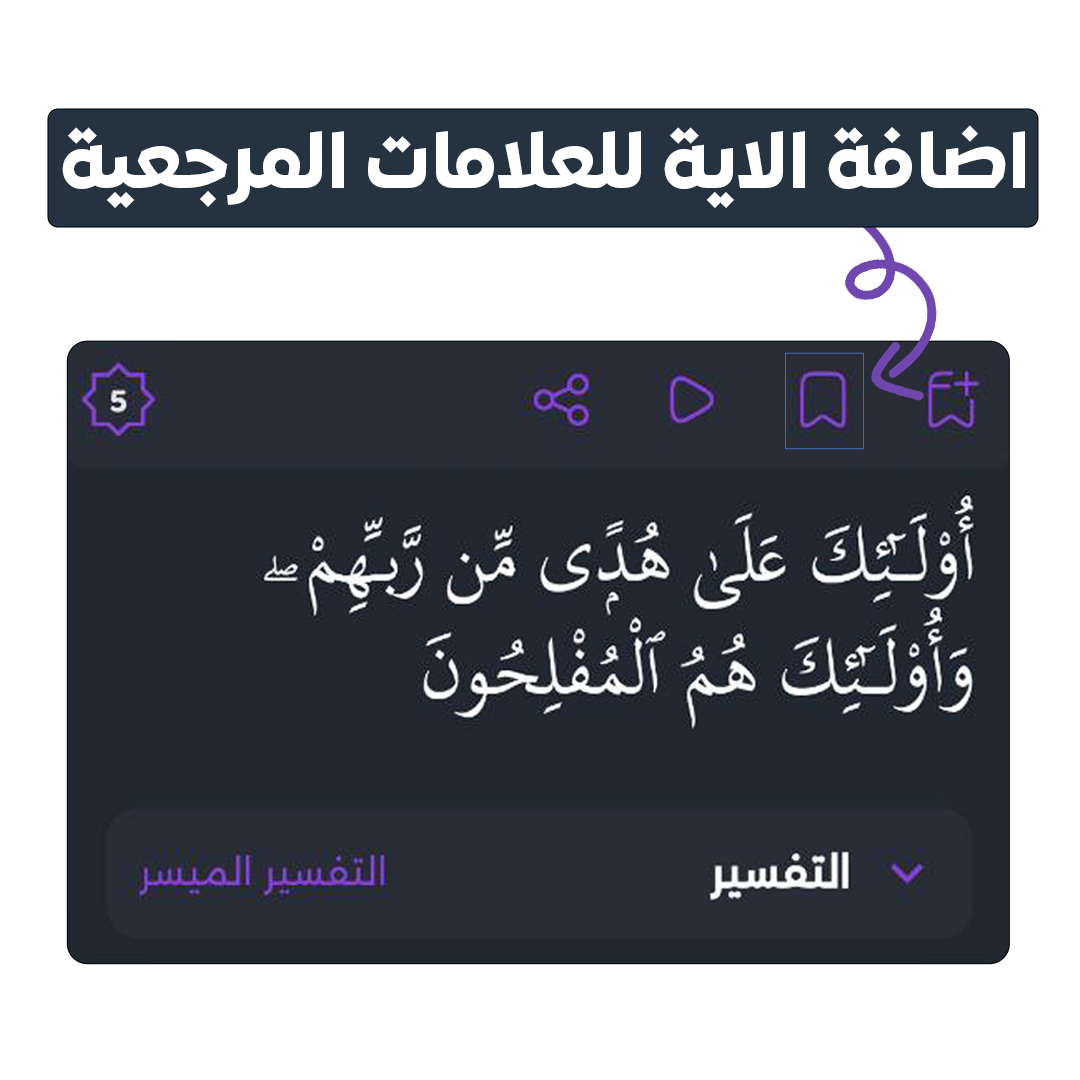 اضافة الاية للعلامات المرجعية
5
أُوْلَـٰٓئِكَ عَلَىٰ هُدًۭى مِّن رَّبِّهِمْ ۖ
وَأُوْلَـٰٓئِكَ هُمُ ٱلْمُفْلِحُونَ
التفسير التفسير الميسر